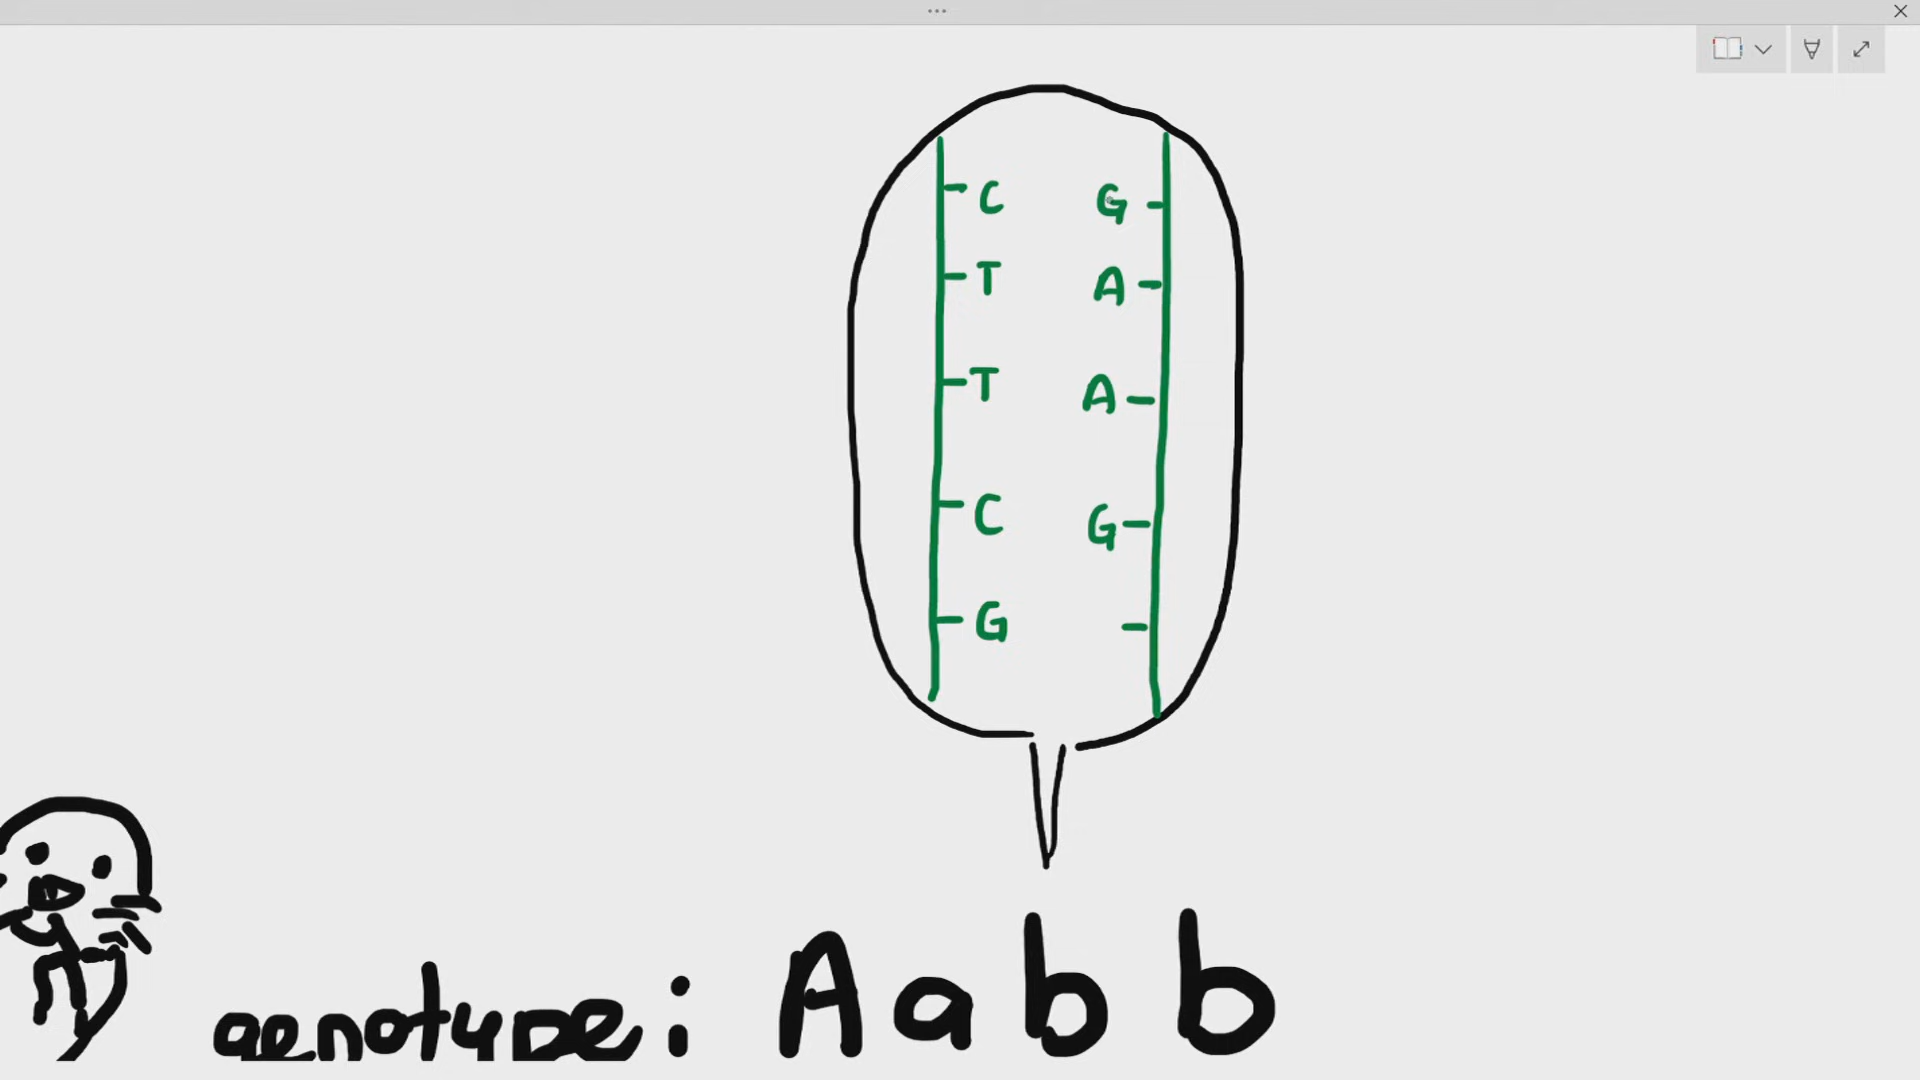 C G
T A
T A
C G
G
genotype: A a b b